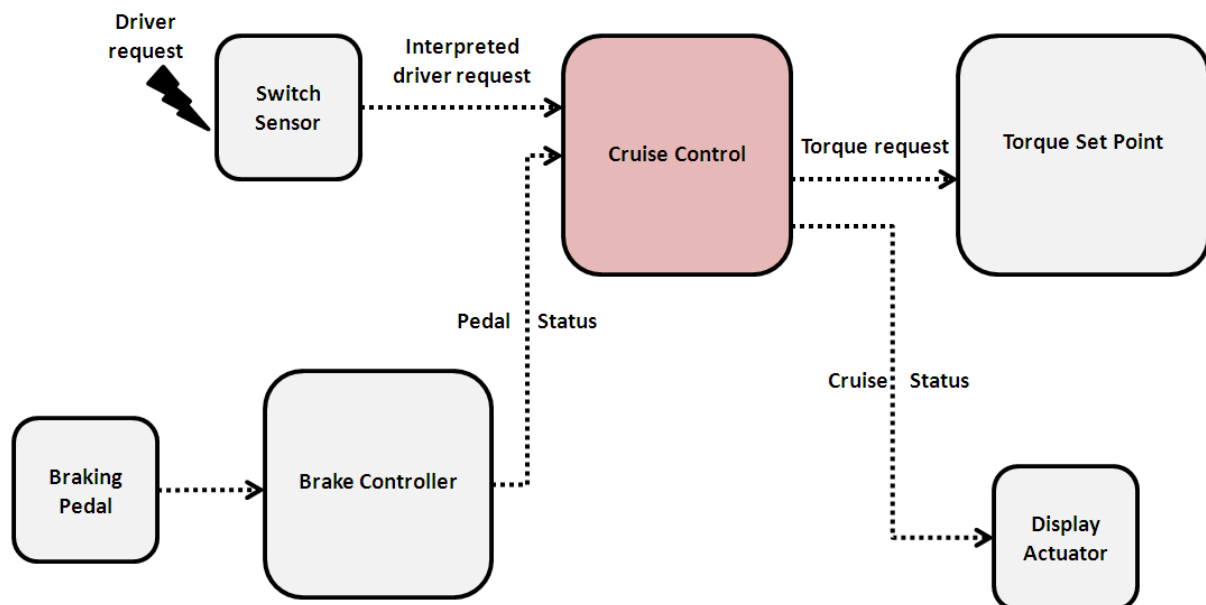 Driver
request
Switch
Sensor
Interpreted
driver request
Cruise Control
Torque request
Torque Set Point
Pedal Status
Cruise Status
Braking
Pedal
Brake Controller
Display
Actuator